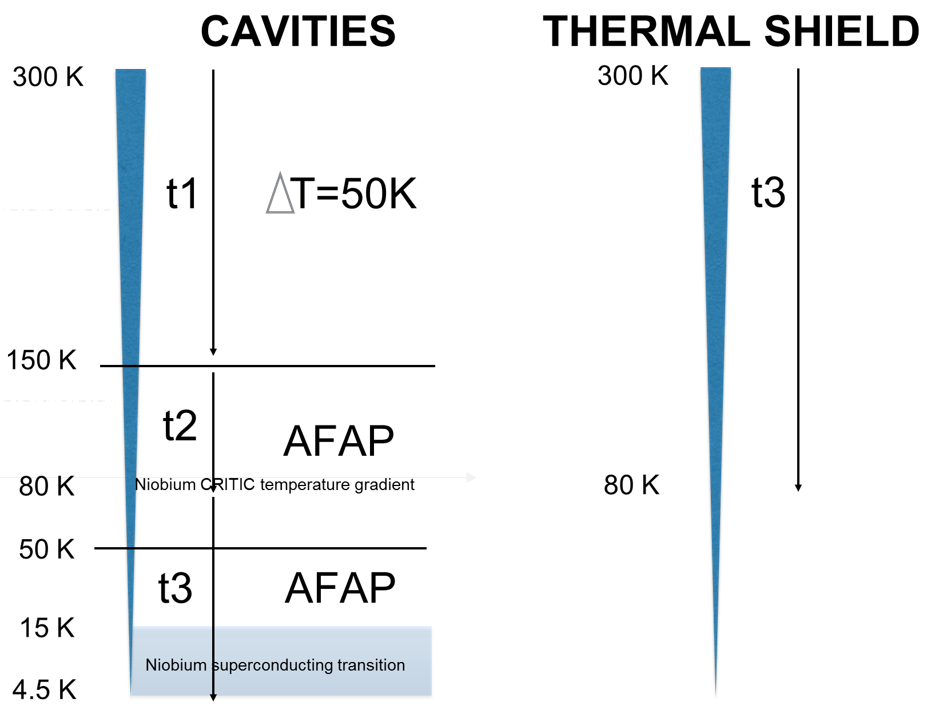 CAVITIES
THERMAL SHIELD
300 K
300 K
t1
ΔT=50K
t3
150 K
t2
AFAP
80 K
Niobium CRITIC temperature gradient
80 K
50 K
t3
AFAP
15 K
Niobium superconducting transition
4.5 K